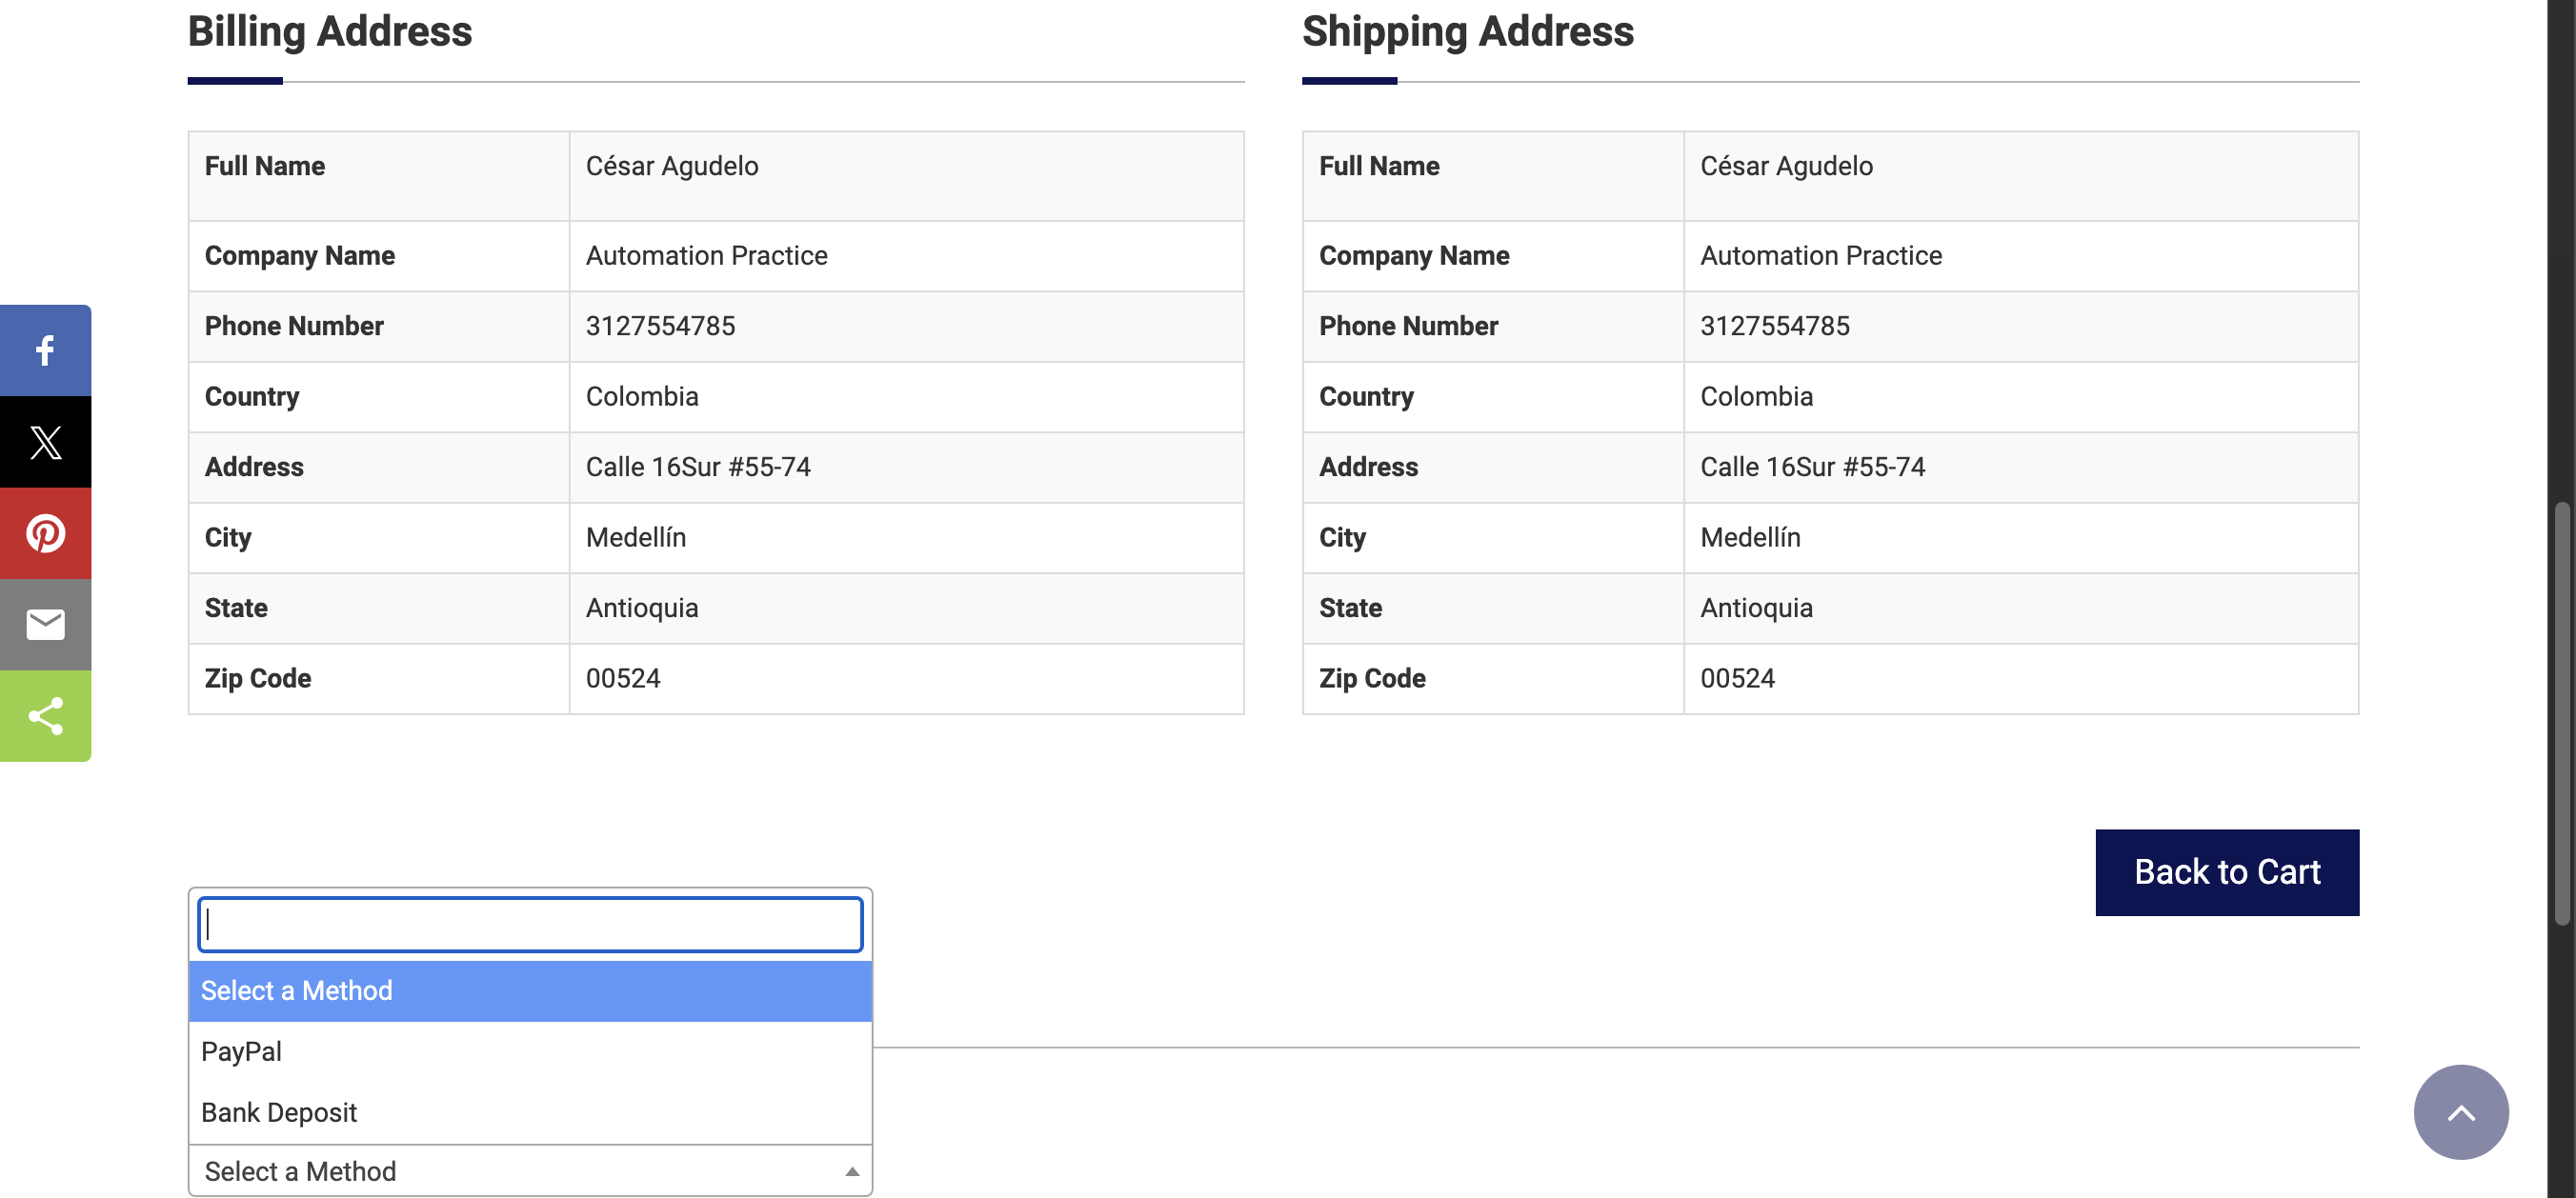 Billing Address
Full Name César Agudelo
Company Name Automation Practice
Phone Number 3127554785
Country Colombia
Address Calle 16Sur #55-74
City Medellín
State Antioquia
Zip Code 00524
Shipping Address
Full Name César Agudelo
Company Name Automation Practice
Phone Number 3127554785
Country Colombia
Address Calle 16Sur #55-74
City Medellín
State Antioquia
Zip Code 00524
Back to Cart
Select a Method
PayPal
Bank Deposit
Select a Method